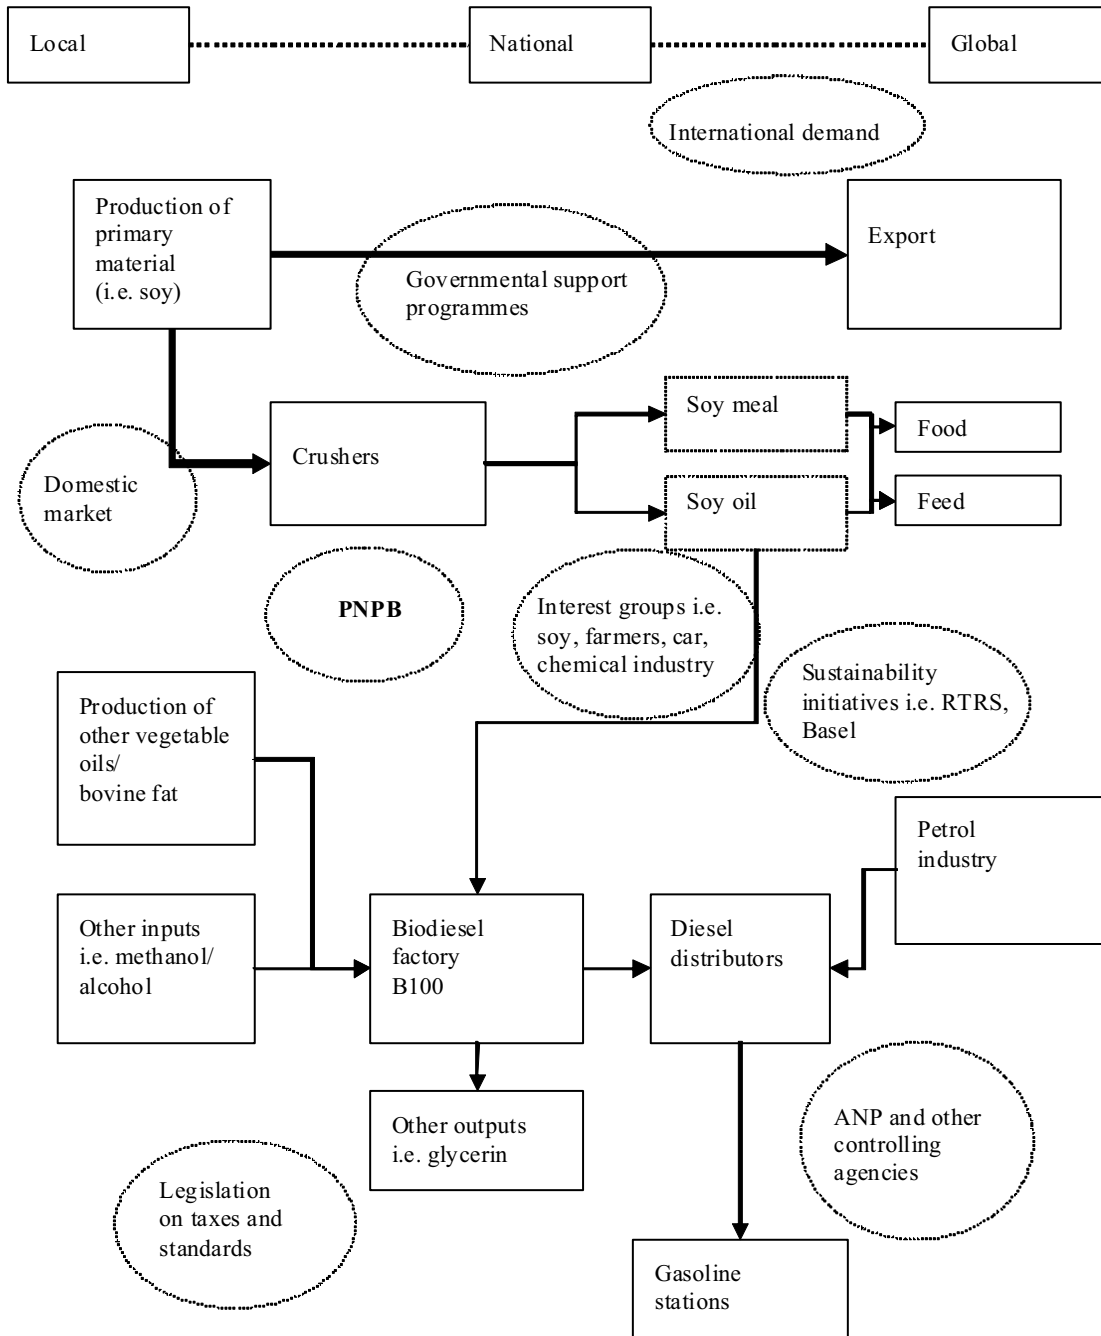 Local
National
Global
International demand
Production of
primary
material
(i.e. soy)
Export
Governmental support
programmes
Soy meal
Food
Crushers
Domestic
market
Soy oil
Feed
PNPB
Interest groups i.e.
soy, farmers, car,
chemical industry
Sustainability
initiatives i.e. RTRS,
Basel
Production of
other vegetable
oils/
bovine fat
Petrol
industry
Other inputs
i.e. methanol/
alcohol
Biodiesel
factory
B100
Diesel
distributors
Other outputs
i.e. glycerin
ANP and other
controlling
agencies
Legislation
on taxes and
standards
Gasoline
stations